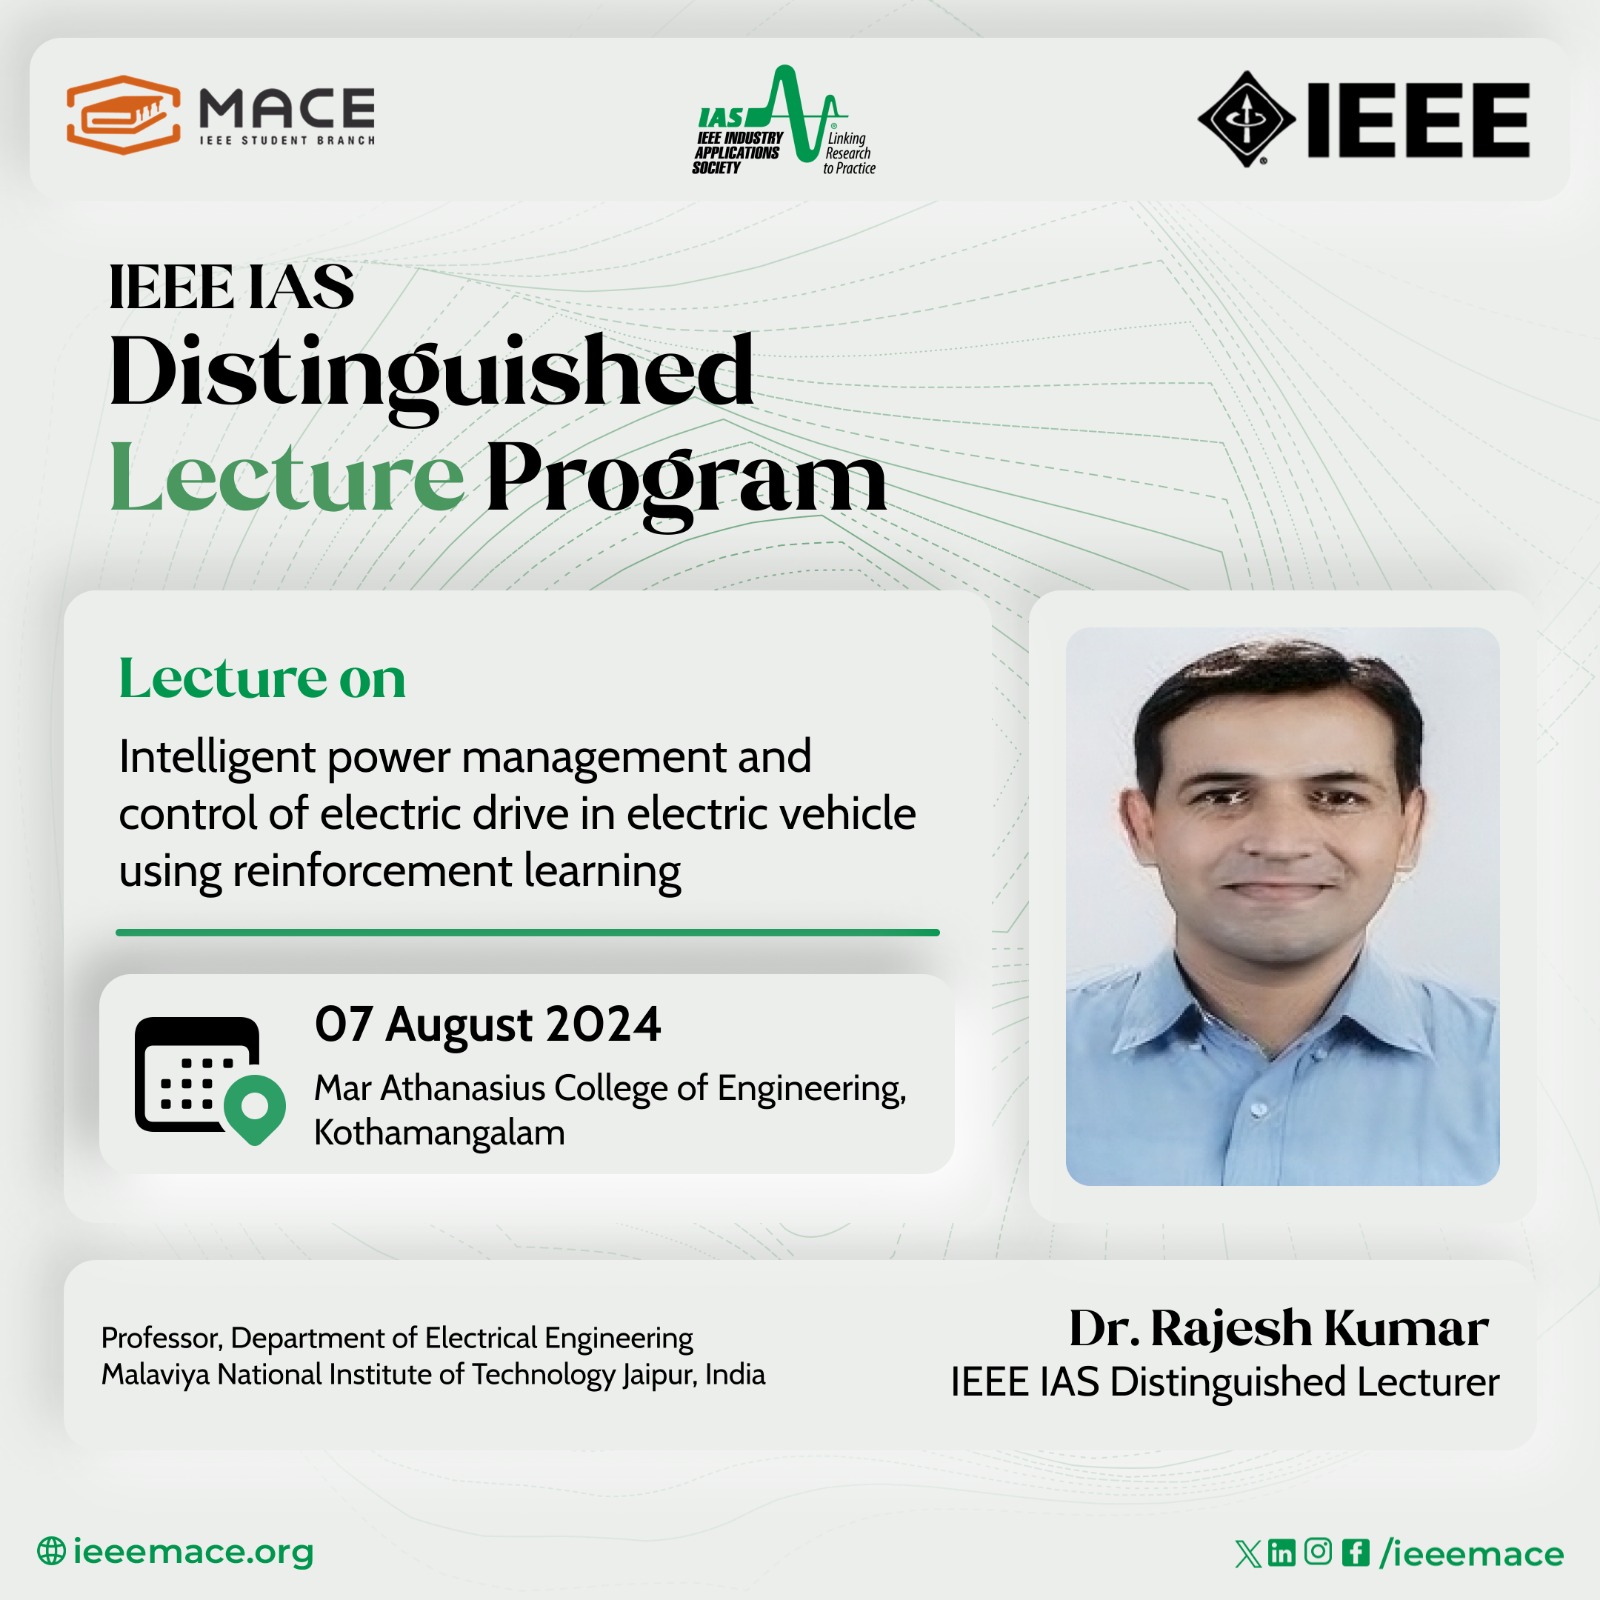 MACE
IEEE STUDENT BRANCH
IAS
IEEE INDUSTRY
APPLICATIONS
SOCIETY
®
Linking
Research
to Practice
®
IEEE
IEEE IAS
Distinguished
Lecture Program
Lecture on
Intelligent power management and
control of electric drive in electric vehicle
using reinforcement learning
07 August 2024
Mar Athanasius College of Engineering,
Kothamangalam
Professor, Department of Electrical Engineering
Malaviya National Institute of Technology Jaipur, India
Dr. Rajesh Kumar
IEEE IAS Distinguished Lecturer
ieeemace.org
/ieeemace